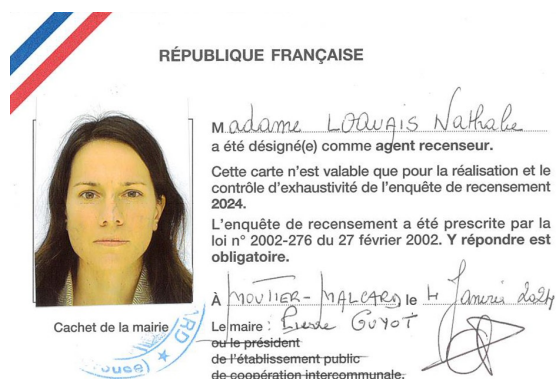 RÉPUBLIQUE FRANÇAISE
Madame LOAVAIS Nathalie
a été désigné(e) comme agent recenseur.
Cette carte n'est valable que pour la réalisation et le
contrôle d'exhaustivité de l'enquête de recensement
2024.
L'enquête de recensement a été prescrite par la
loi n° 2002-276 du 27 février 2002. Y répondre est
obligatoire.
À MOUTIER-MALCARD, le 4 Janvier 2024
Cachet de la mairie
Le maire : Pierre GUYOT
ou le président
de l'établissement public
de coopération intercommunale.